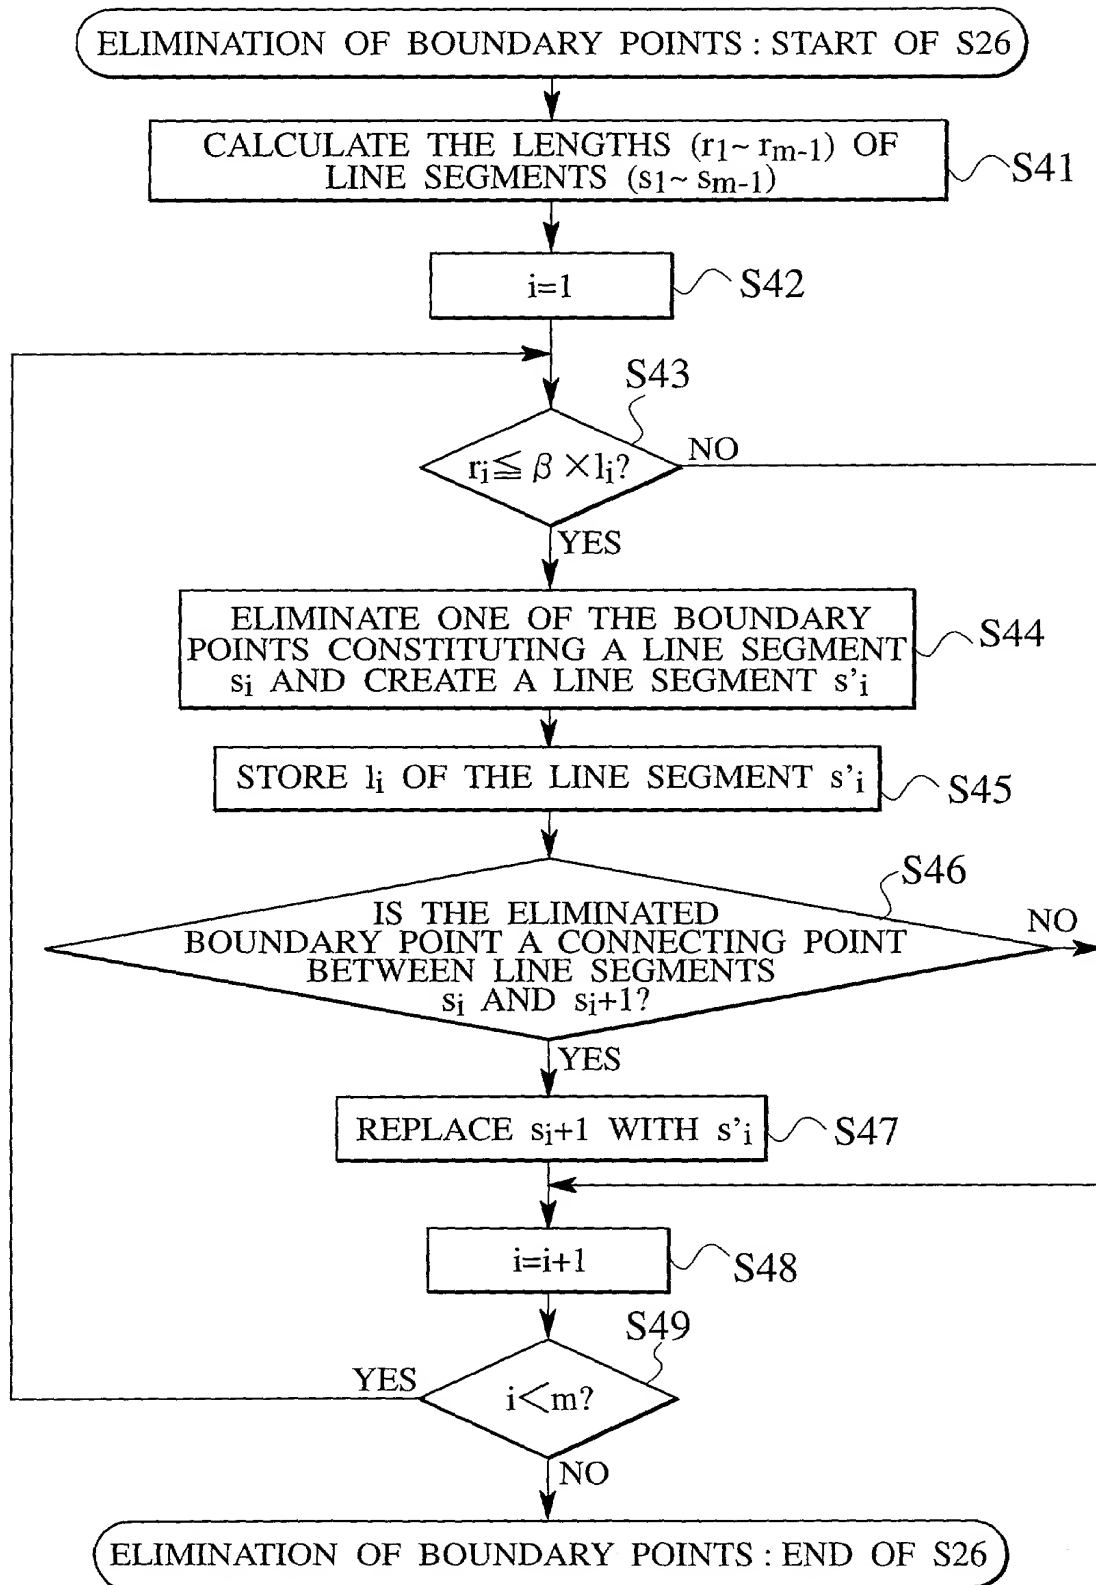 ELIMINATION OF BOUNDARY POINTS : START OF S26
CALCULATE THE LENGTHS (r1~ rm-1) OF
LINE SEGMENTS (s1~ sm-1)
S41
i=1
S42
S43
ri≦ β ×li?
NO
YES
ELIMINATE ONE OF THE BOUNDARY
POINTS CONSTITUTING A LINE SEGMENT
si AND CREATE A LINE SEGMENT s'i
S44
STORE li OF THE LINE SEGMENT s'i
S45
S46
IS THE ELIMINATED
BOUNDARY POINT A CONNECTING POINT
BETWEEN LINE SEGMENTS
si AND si+1?
NO
YES
REPLACE si+1 WITH s'i
S47
i=i+1
S48
S49
i<m?
YES
NO
ELIMINATION OF BOUNDARY POINTS : END OF S26